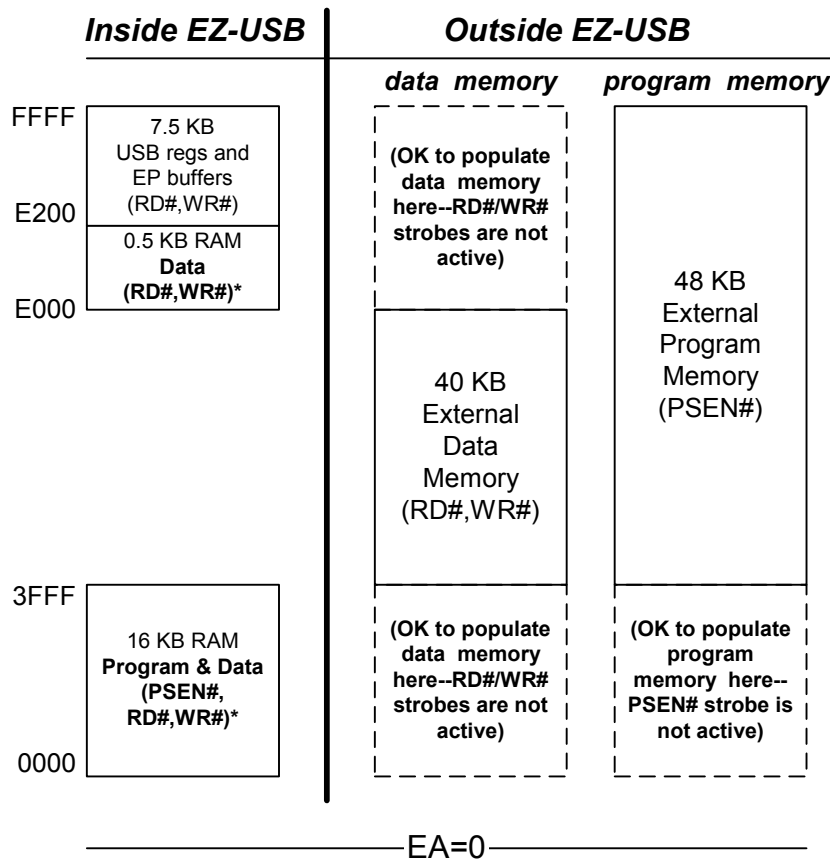 Inside EZ-USB
Outside EZ-USB
data memory
program memory
FFFF
E200
E000
3FFF
0000
7.5 KB
USB regs and
EP buffers
(RD#,WR#)
0.5 KB RAM
Data
(RD#,WR#)*
16 KB RAM
Program & Data
(PSEN#,
RD#,WR#)*
(OK to populate
data memory
here--RD#/WR#
strobes are not
active)
40 KB
External
Data
Memory
(RD#,WR#)
(OK to populate
data memory
here--RD#/WR#
strobes are not
active)
48 KB
External
Program
Memory
(PSEN#)
(OK to populate
program
memory here--
PSEN# strobe is
not active)
EA=0